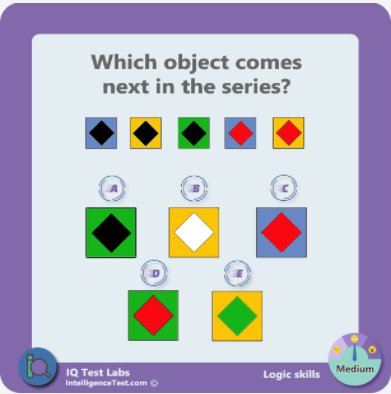 Which object comes
next in the series?
A
B
C
D
E
IQ Test Labs
IntelligenceTest.com ©
Logic skills
Medium